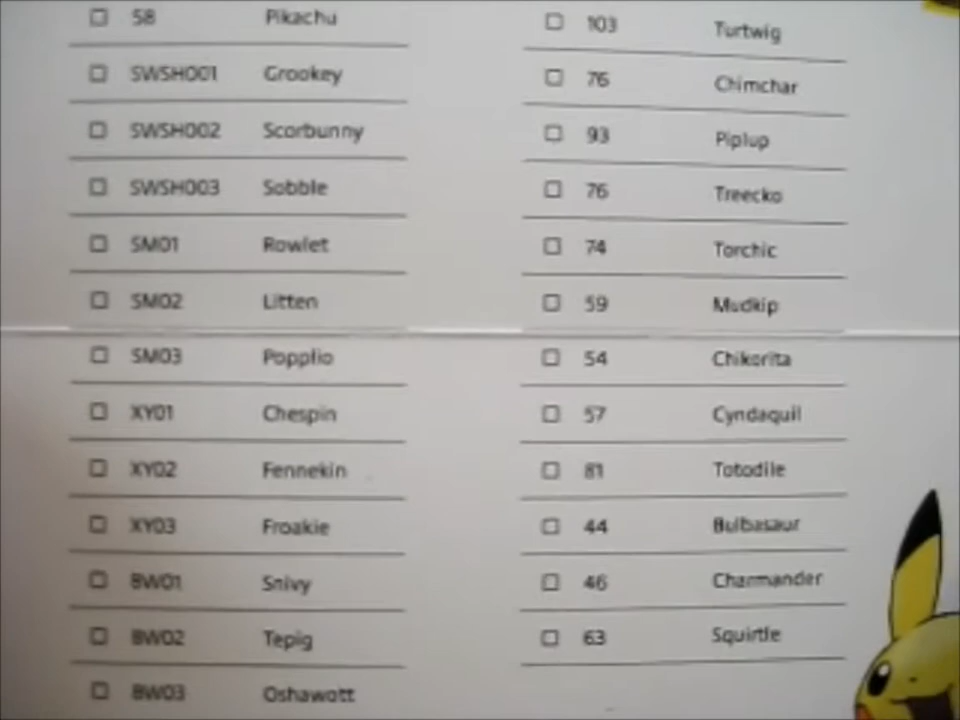 58 Pikachu
SWSH001 Grookey
SWSH002 Scorbunny
SWSH003 Sobble
SM01 Rowlet
SM02 Litten
SM03 Popplio
XY01 Chespin
XY02 Fennekin
XY03 Froakie
BW01 Snivy
BW02 Tepig
BW03 Oshawott
103 Turtwig
76 Chimchar
93 Piplup
76 Treecko
74 Torchic
59 Mudkip
54 Chikorita
57 Cyndaquil
81 Totodile
44 Bulbasaur
46 Charmander
63 Squirtle